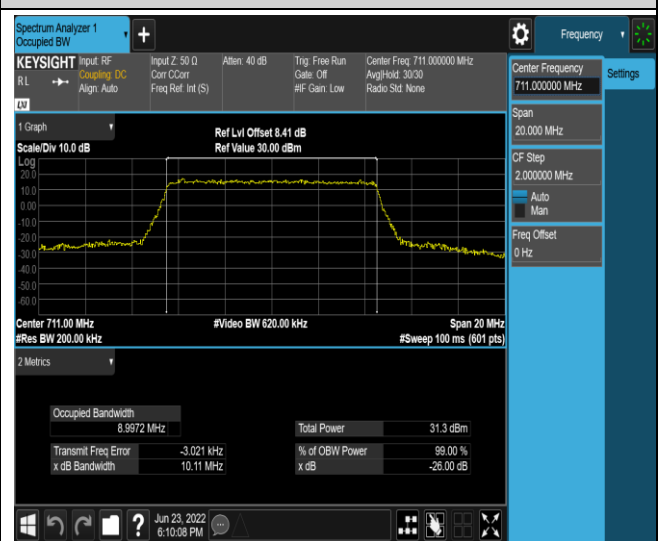 Spectrum Analyzer 1
Occupied BW
+
Frequency
KEYSIGHT
RL
LXI
Input: RF
Coupling: DC
Align: Auto
Input Z: 50 Ω
Corr CCorr
Freq Ref: Int (S)
Atten: 40 dB
Trig: Free Run
Gate: Off
#IF Gain: Low
Center Freq: 711.000000 MHz
Avg|Hold: 30/30
Radio Std: None
Center Frequency
711.000000 MHz
Settings
Span
20.000 MHz
CF Step
2.000000 MHz
Auto
Man
Freq Offset
0 Hz
1 Graph
Scale/Div 10.0 dB
Ref Lvl Offset 8.41 dB
Ref Value 30.00 dBm
Log
20.0
10.0
0.00
-10.0
-20.0
-30.0
-40.0
-50.0
-60.0
Center 711.00 MHz
#Video BW 620.00 kHz
Span 20 MHz
#Res BW 200.00 kHz
#Sweep 100 ms (601 pts)
2 Metrics
Occupied Bandwidth
8.9972 MHz
Total Power 31.3 dBm
Transmit Freq Error -3.021 kHz
% of OBW Power 99.00 %
x dB Bandwidth 10.11 MHz
x dB -26.00 dB
?
Jun 23, 2022
6:10:08 PM